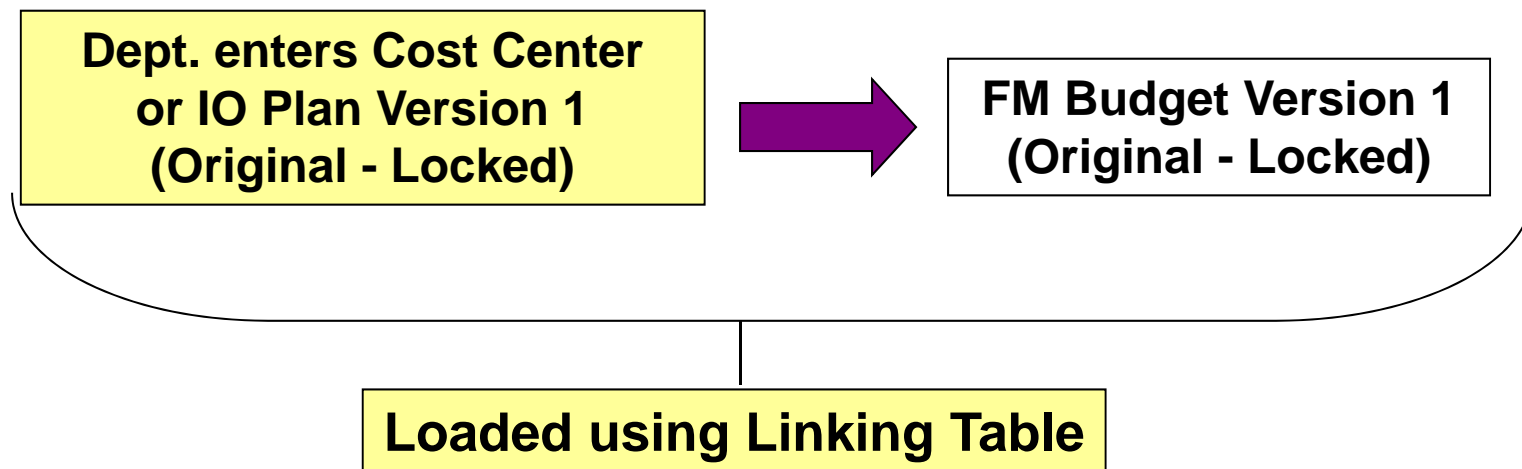 Dept. enters Cost Center
or IO Plan Version 1
(Original - Locked)
FM Budget Version 1
(Original - Locked)
Loaded using Linking Table